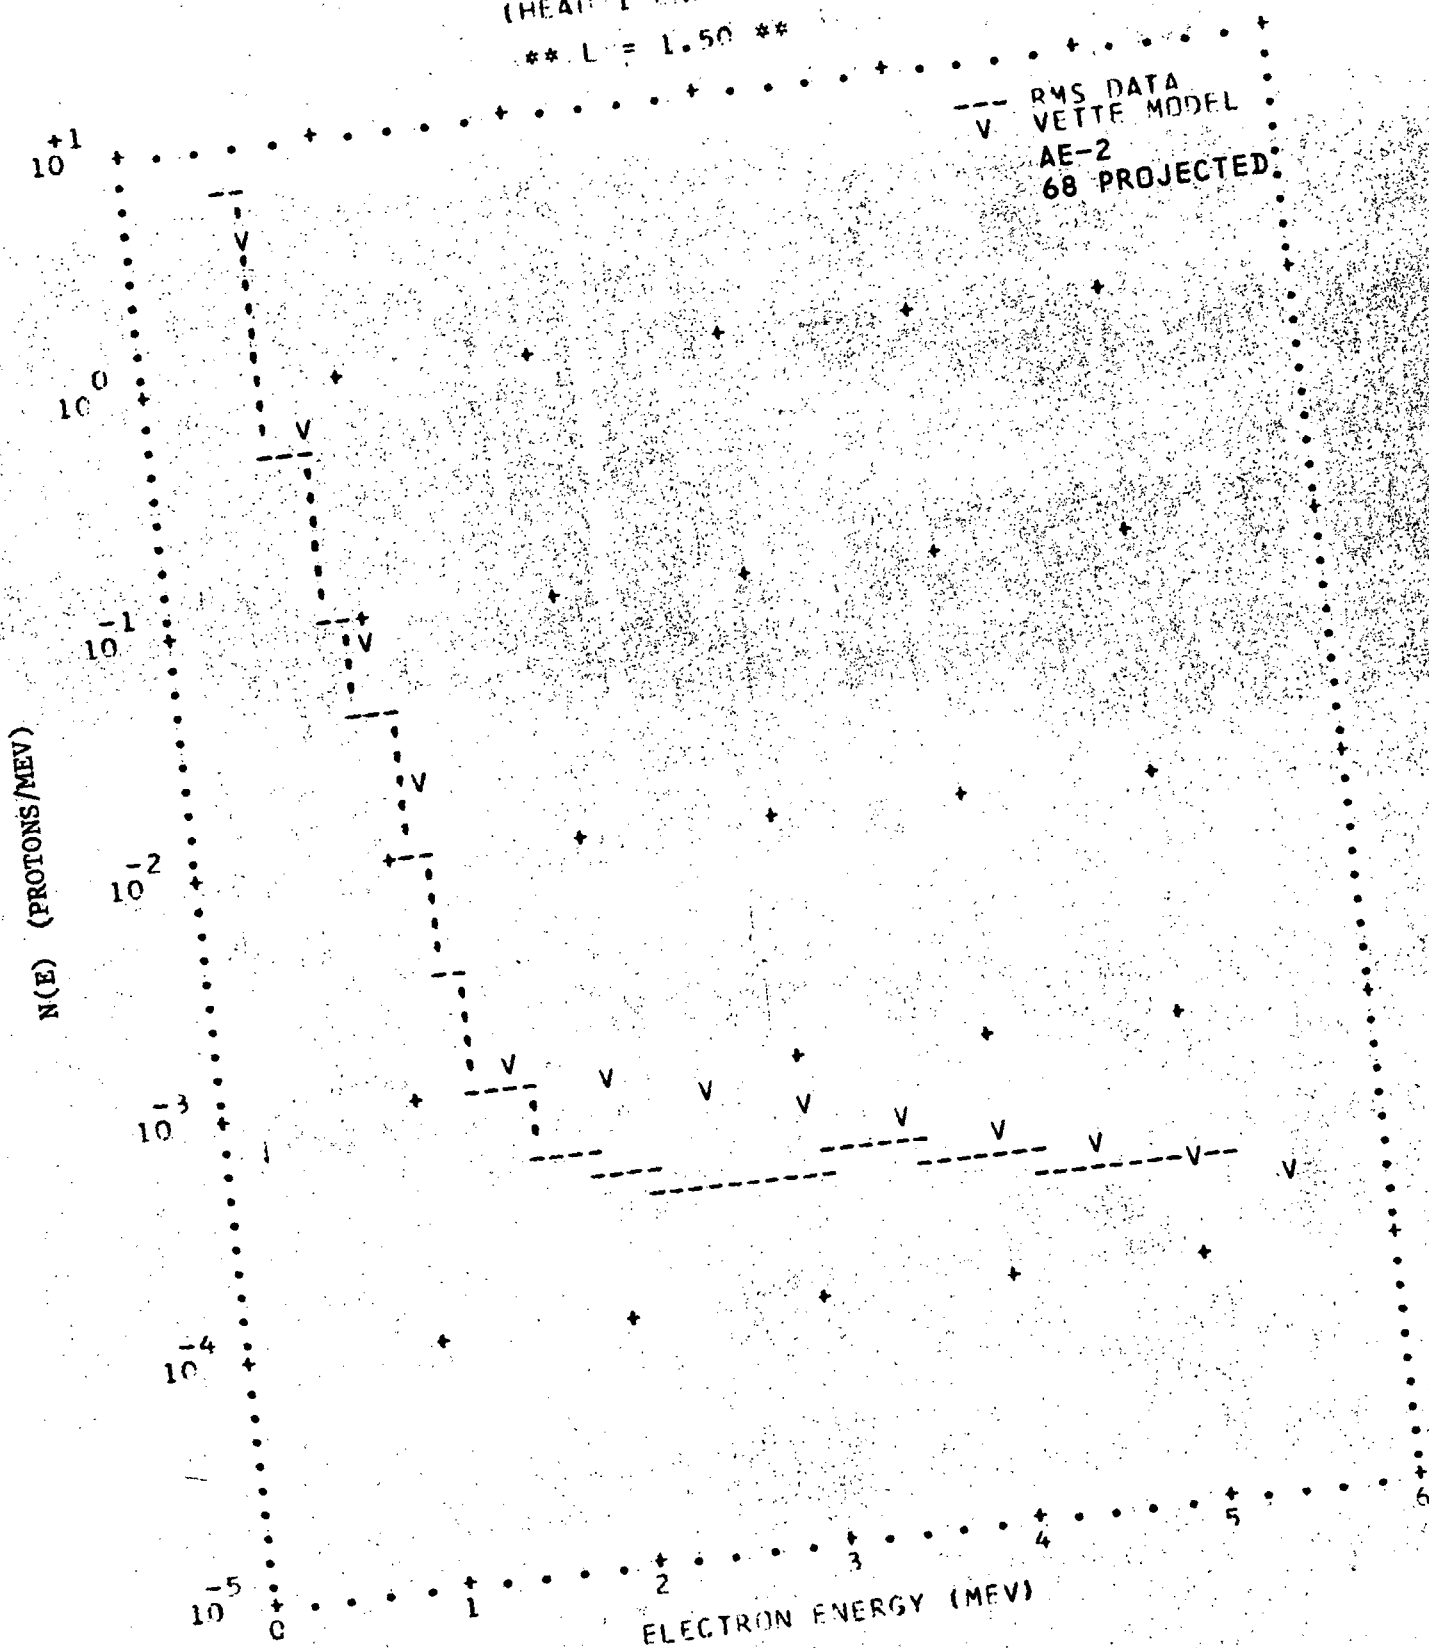 ** L = 1.50 **
--- RMS DATA
V VETTE MODEL
AE-2
68 PROJECTED
10 +1
10 0
10 -1
10 -2
10 -3
10 -4
10 -5
N(E) (PROTONS/MEV)
0 1 2 3 4 5 6
ELECTRON ENERGY (MEV)